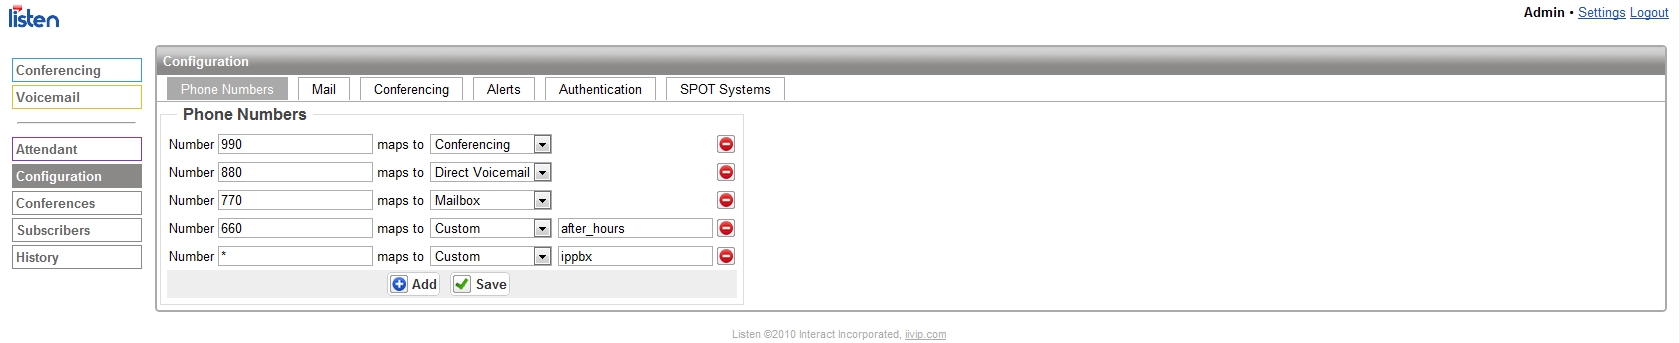 listen
Admin • Settings Logout
Conferencing
Voicemail
Attendant
Configuration
Conferences
Subscribers
History
Configuration
Phone Numbers Mail Conferencing Alerts Authentication SPOT Systems
Phone Numbers
Number 990 maps to Conferencing
Number 880 maps to Direct Voicemail
Number 770 maps to Mailbox
Number 660 maps to Custom after_hours
Number * maps to Custom ippbx
Add Save
Listen ©2010 Interact Incorporated, iivip.com